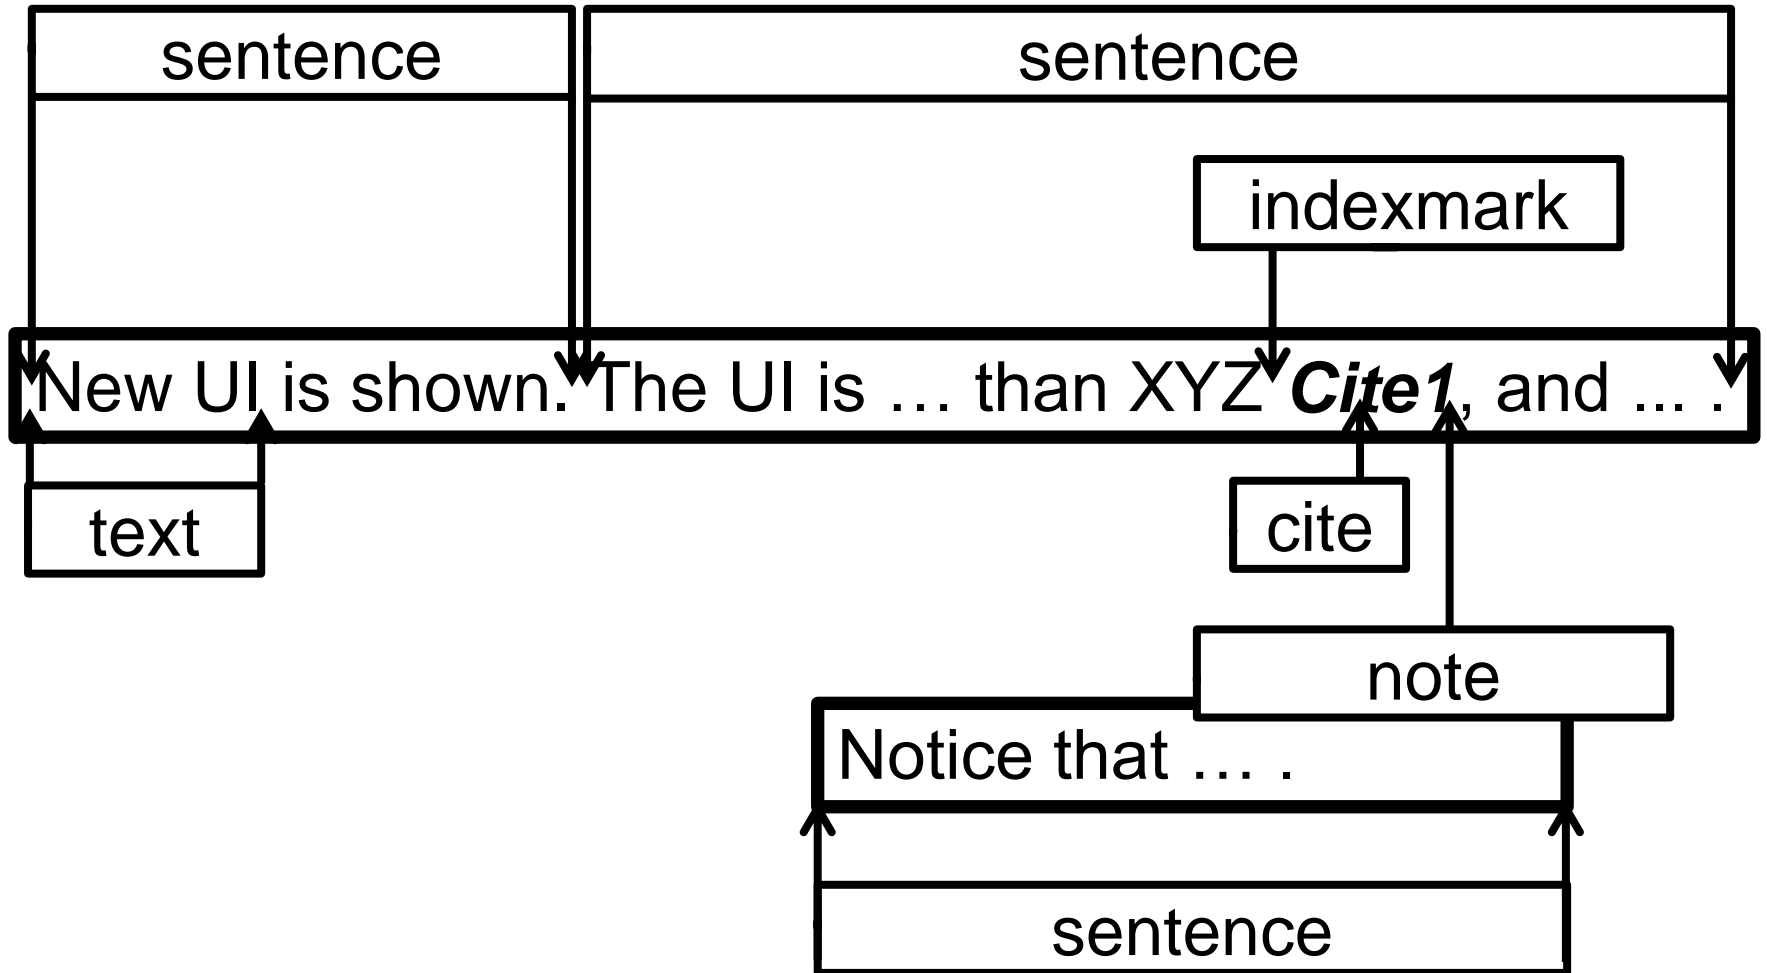 sentence sentence
indexmark
New UI is shown. The UI is … than XYZ Cite1, and ... .
text cite
note
Notice that … .
sentence